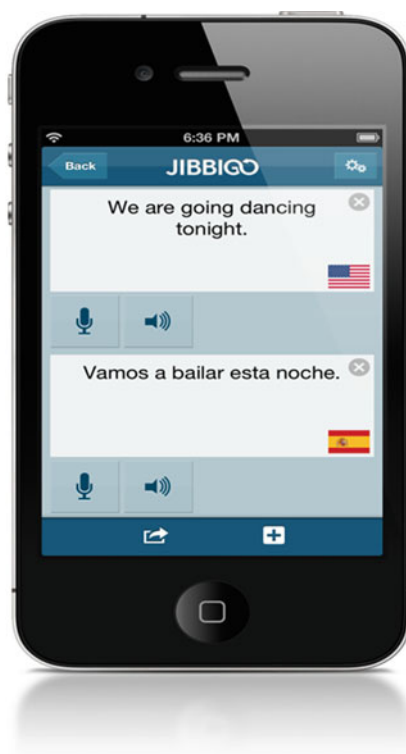 6:36 PM
Back
JIBBIGO
We are going dancing
tonight.
Vamos a bailar esta noche.